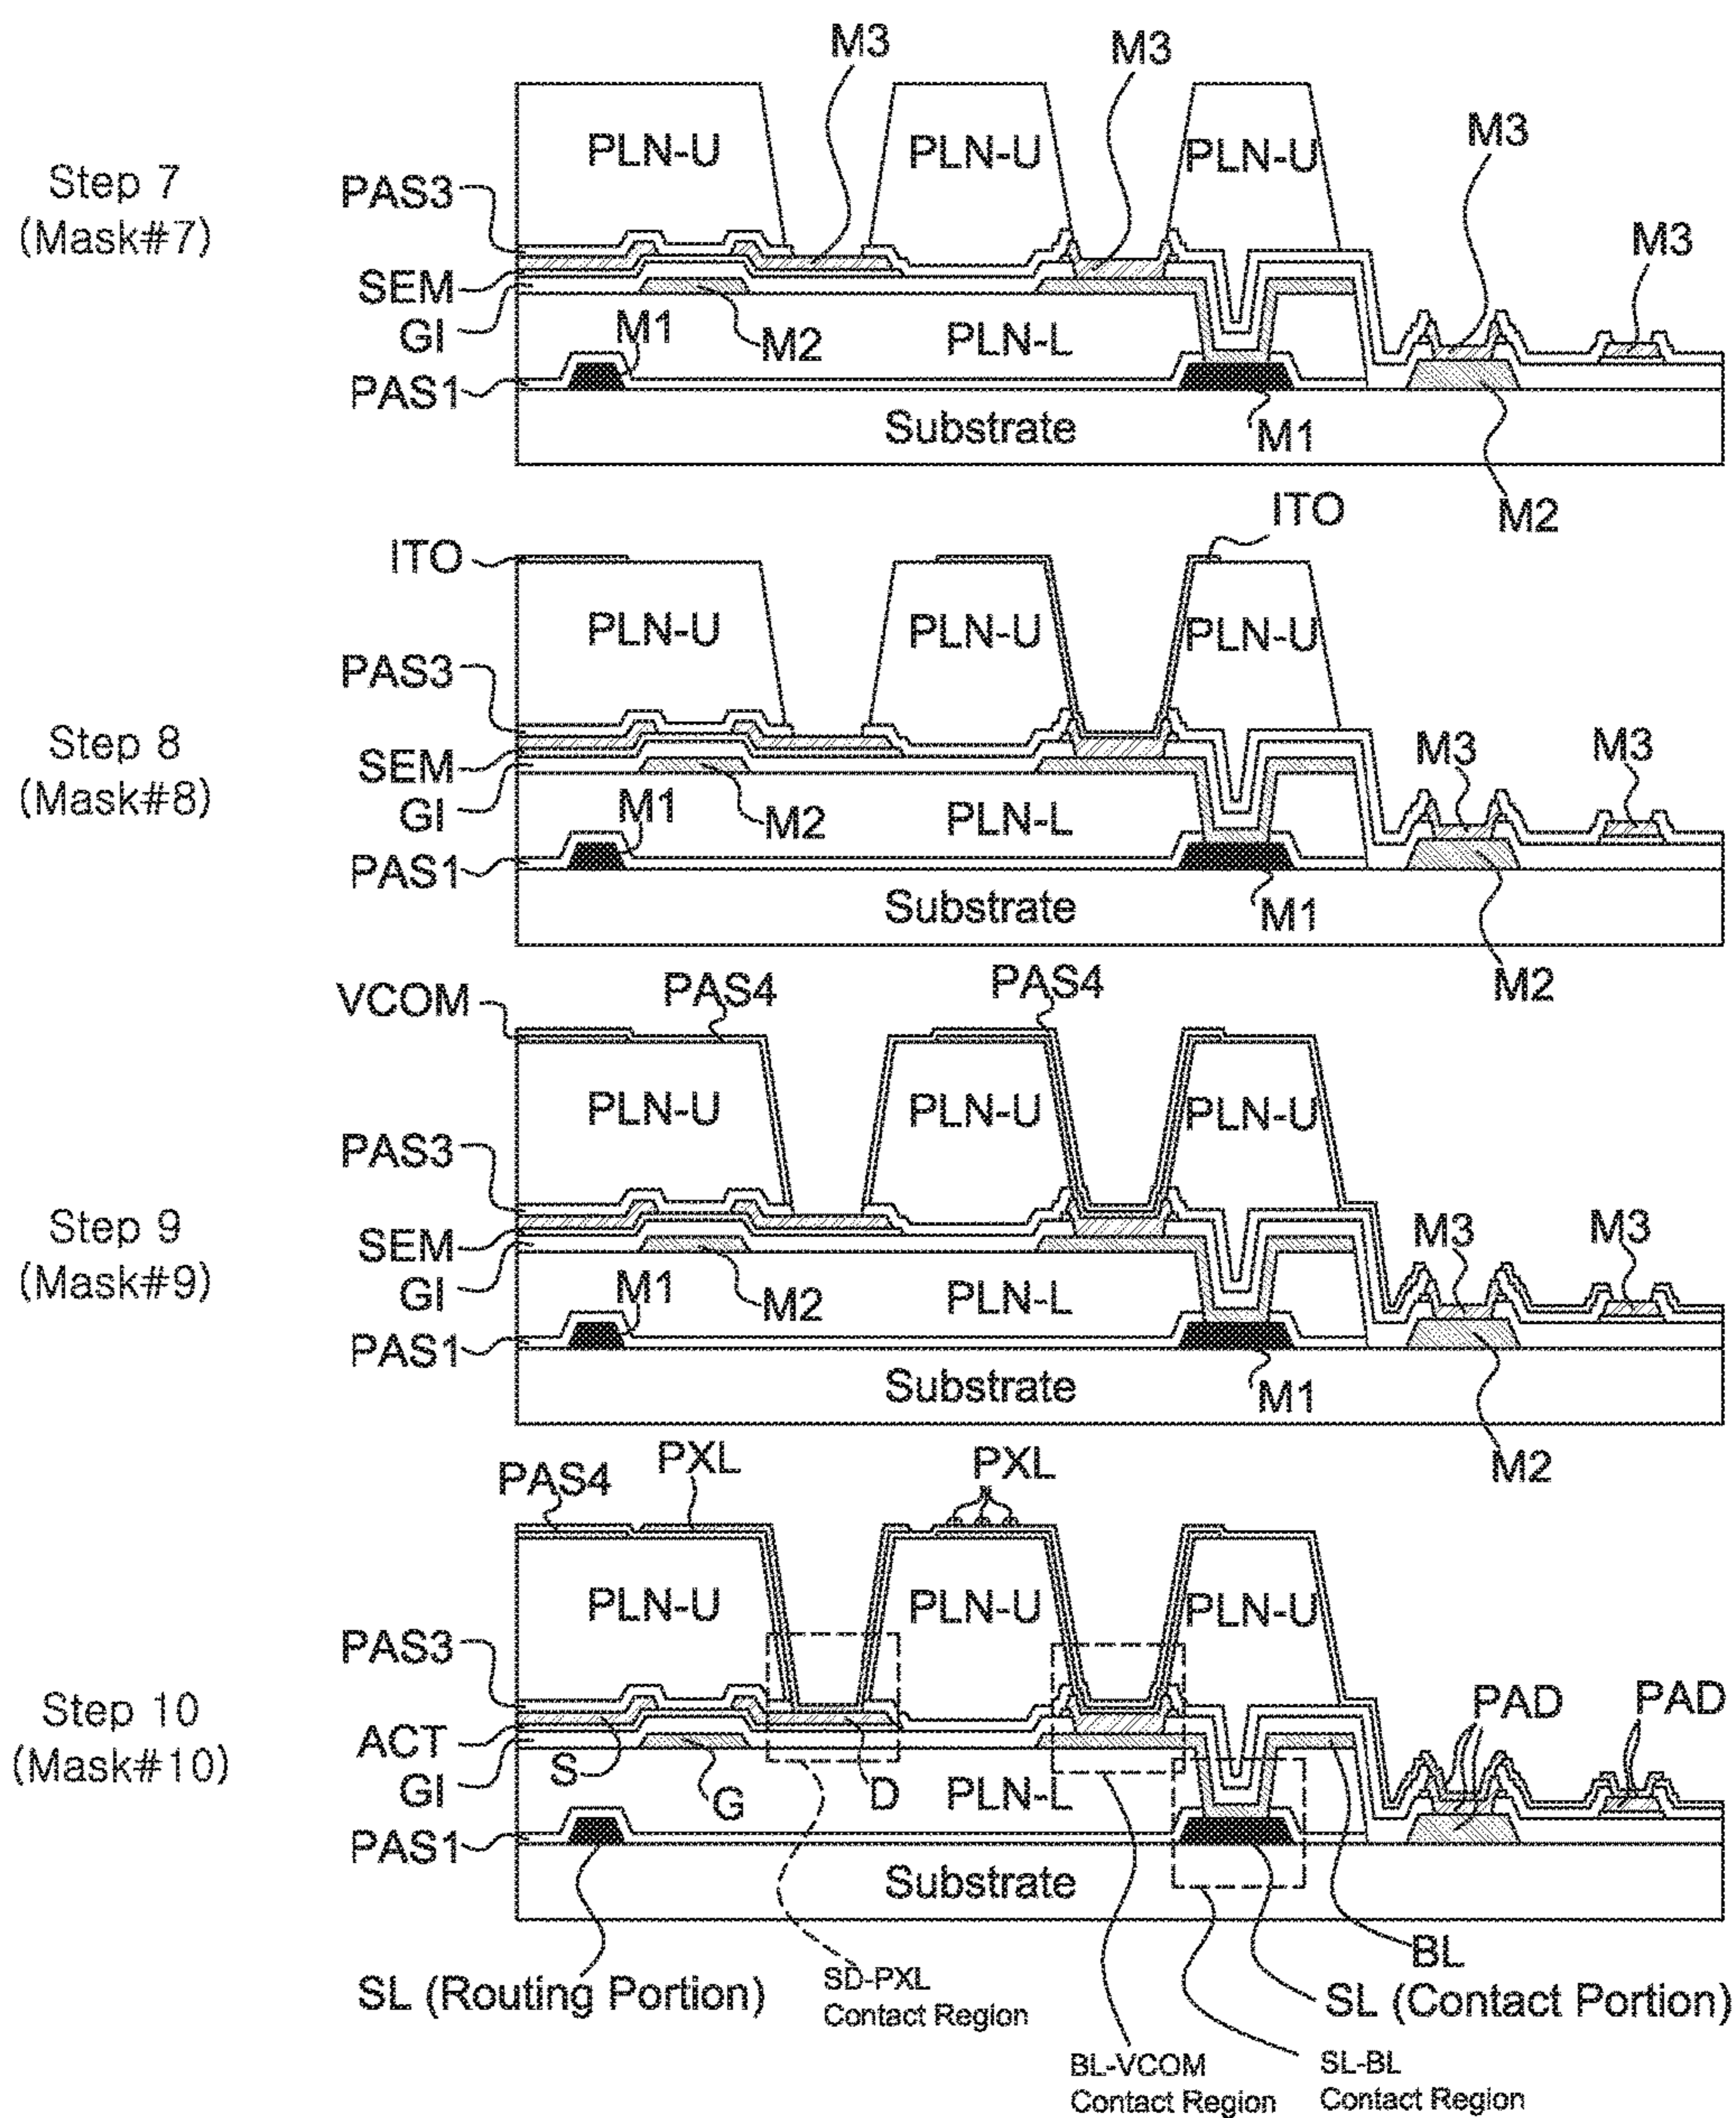 M3
M3
M3
M3
Step 7
(Mask#7)
PLN-U
PLN-U
PLN-U
PAS3
SEM
GI
M1
M2
PLN-L
PAS1
Substrate
M1
M2
ITO
ITO
Step 8
(Mask#8)
PLN-U
PLN-U
PLN-U
PAS3
SEM
GI
M1
M2
PLN-L
M3
M3
PAS1
Substrate
M1
M2
VCOM
PAS4
PAS4
Step 9
(Mask#9)
PLN-U
PLN-U
PLN-U
PAS3
SEM
GI
M1
M2
PLN-L
M3
M3
PAS1
Substrate
M1
M2
PAS4
PXL
PXL
Step 10
(Mask#10)
PLN-U
PLN-U
PLN-U
PAS3
ACT
GI
S
G
D
PLN-L
PAD
PAD
PAS1
Substrate
BL
SL (Routing Portion)
SD-PXL
Contact Region
SL (Contact Portion)
BL-VCOM
Contact Region
SL-BL
Contact Region